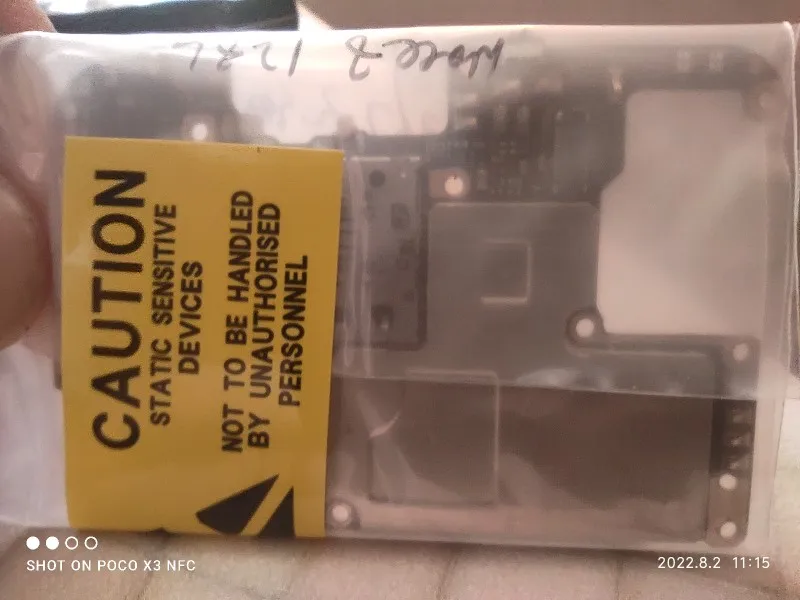 CAUTION
STATIC SENSITIVE
DEVICES
NOT TO BE HANDLED
BY UNAUTHORISED
PERSONNEL
SHOT ON POCO X3 NFC
2022.8.2 11:15